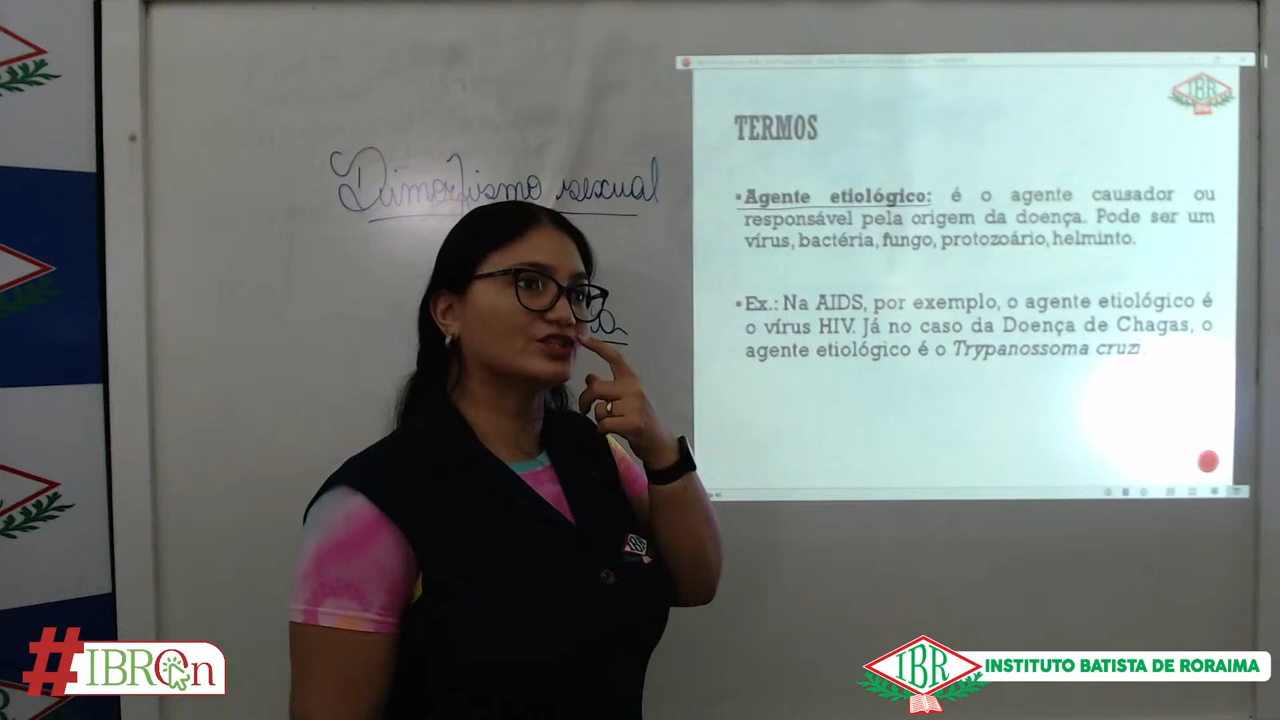 Dimorfismo sexual
IBR
TERMOS
•Agente etiológico: é o agente causador ou
responsável pela origem da doença. Pode ser um
vírus, bactéria, fungo, protozoário, helminto.
•Ex.: Na AIDS, por exemplo, o agente etiológico é
o vírus HIV. Já no caso da Doença de Chagas, o
agente etiológico é o Trypanossoma cruzi
IBR
#IBROn
IBR
INSTITUTO BATISTA DE RORAIMA